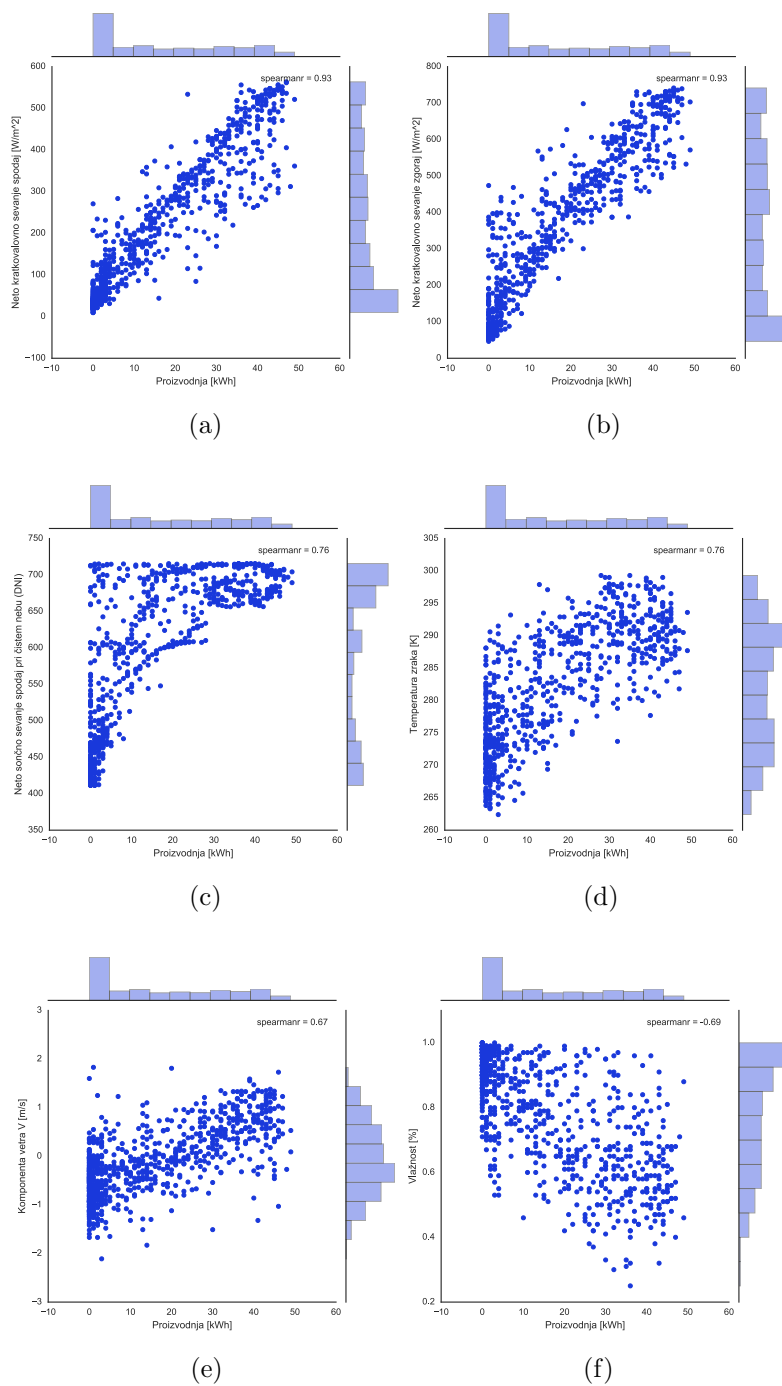 spearmanr = 0.93
Neto kratkovalovno sevanje spodaj [W/m^2]
600
500
400
300
200
100
0
−100
−10 0 10 20 30 40 50 60
Proizvodnja [kWh]
(a)
spearmanr = 0.93
Neto kratkovalovno sevanje zgoraj [W/m^2]
800
700
600
500
400
300
200
100
0
−10 0 10 20 30 40 50 60
Proizvodnja [kWh]
(b)
spearmanr = 0.76
Neto sončno sevanje spodaj pri čistem nebu (DNI)
750
700
650
600
550
500
450
400
350
−10 0 10 20 30 40 50 60
Proizvodnja [kWh]
(c)
spearmanr = 0.76
Temperatura zraka [K]
305
300
295
290
285
280
275
270
265
260
−10 0 10 20 30 40 50 60
Proizvodnja [kWh]
(d)
spearmanr = 0.67
Komponenta vetra V [m/s]
3
2
1
0
−1
−2
−3
−10 0 10 20 30 40 50 60
Proizvodnja [kWh]
(e)
spearmanr = -0.69
Vlažnost [%]
1.0
0.8
0.6
0.4
0.2
−10 0 10 20 30 40 50 60
Proizvodnja [kWh]
(f)